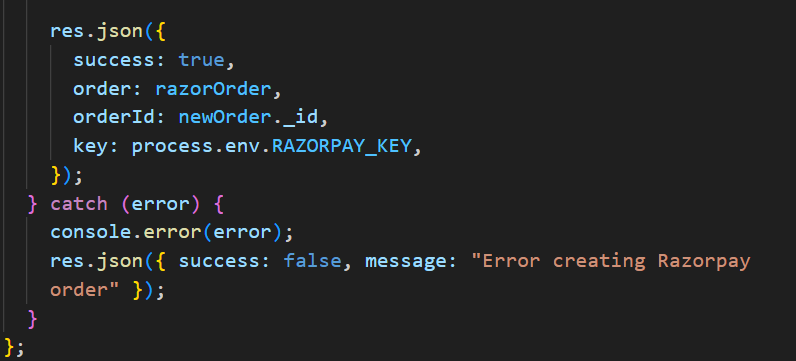 res.json({
success: true,
order: razorOrder,
orderId: newOrder._id,
key: process.env.RAZORPAY_KEY,
});
} catch (error) {
console.error(error);
res.json({ success: false, message: "Error creating Razorpay
order" });
}
};